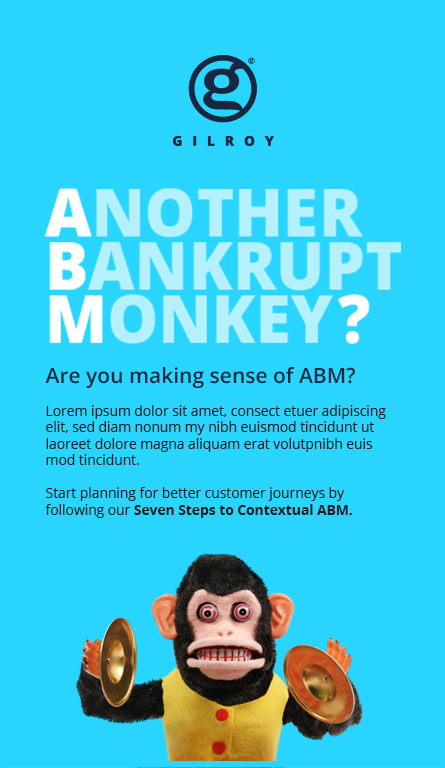 ®
GILROY
ANOTHER
BANKRUPT
MONKEY?
Are you making sense of ABM?
Lorem ipsum dolor sit amet, consect etuer adipiscing
elit, sed diam nonum my nibh euismod tincidunt ut
laoreet dolore magna aliquam erat volutpnibh euis
mod tincidunt.
Start planning for better customer journeys by
following our Seven Steps to Contextual ABM.